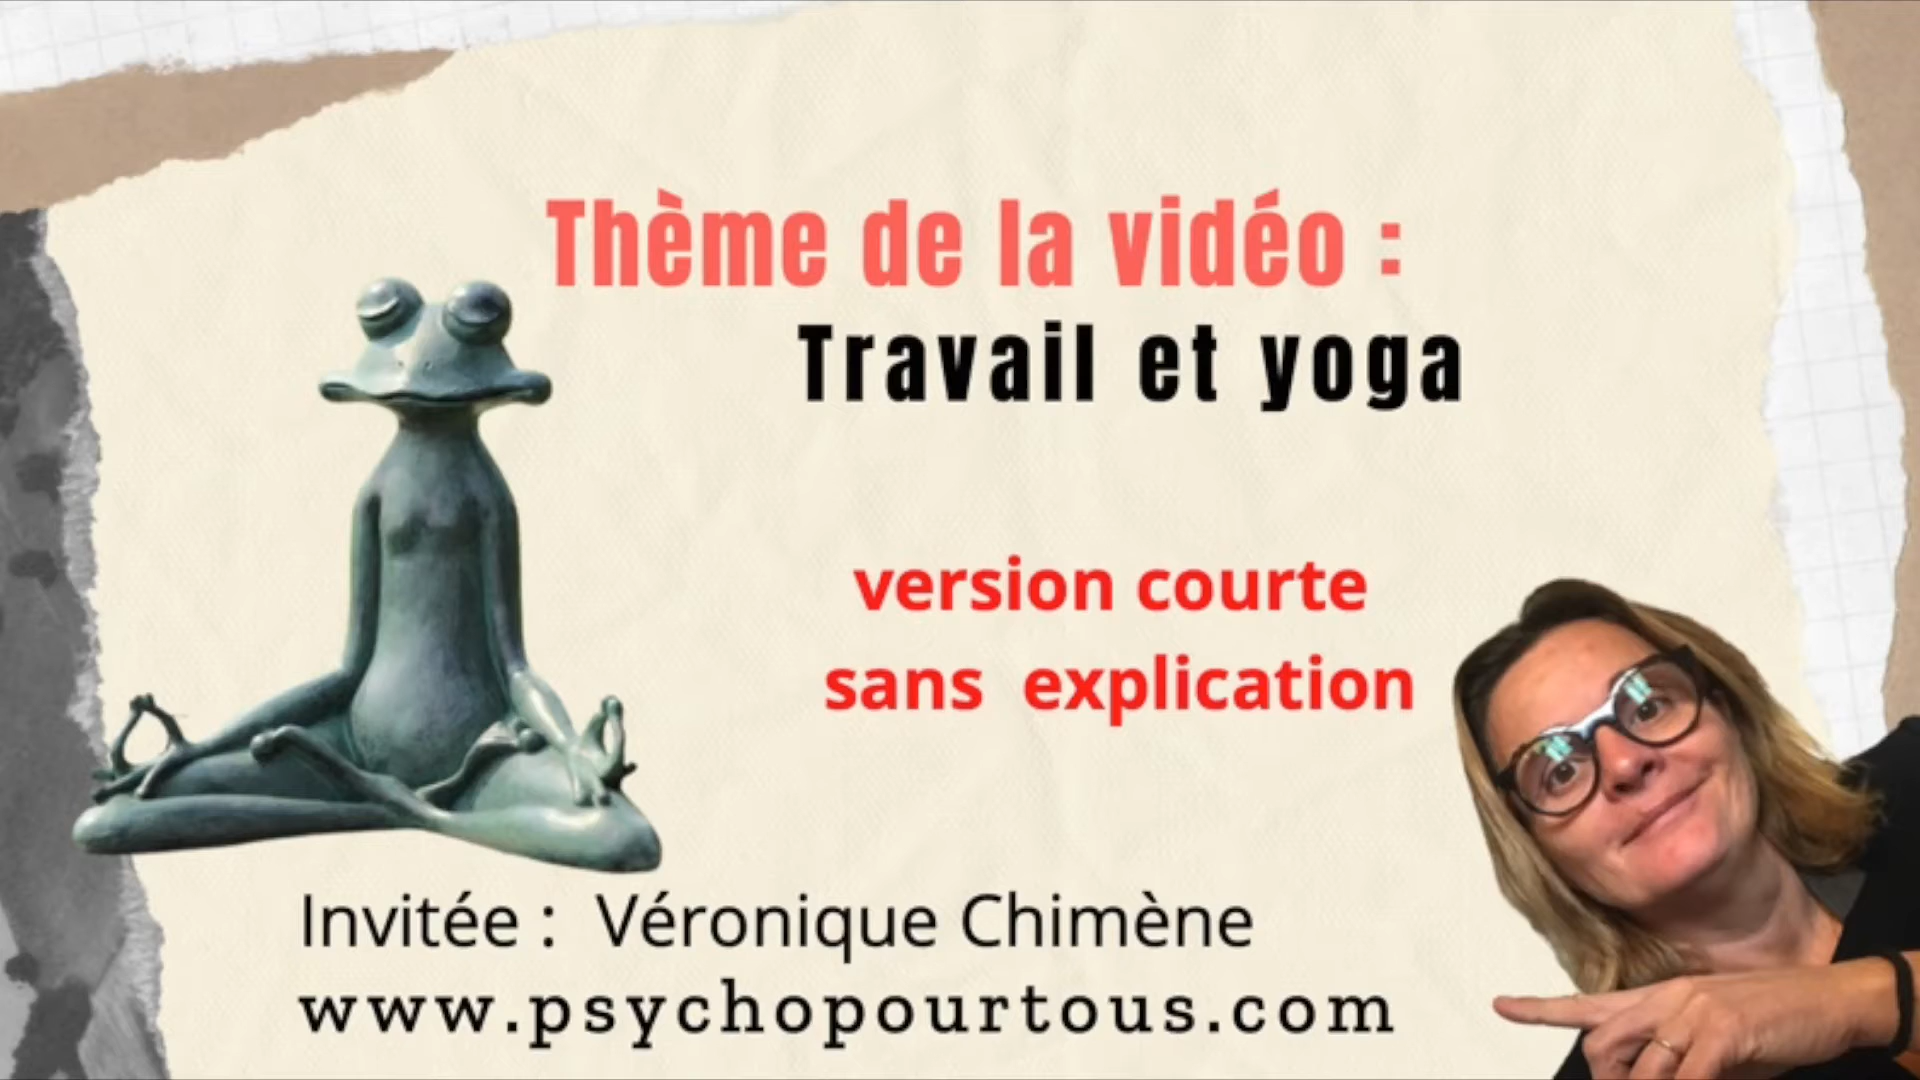 Thème de la vidéo :
Travail et yoga
version courte
sans explication
Invitée : Véronique Chimène
www.psychopourtous.com